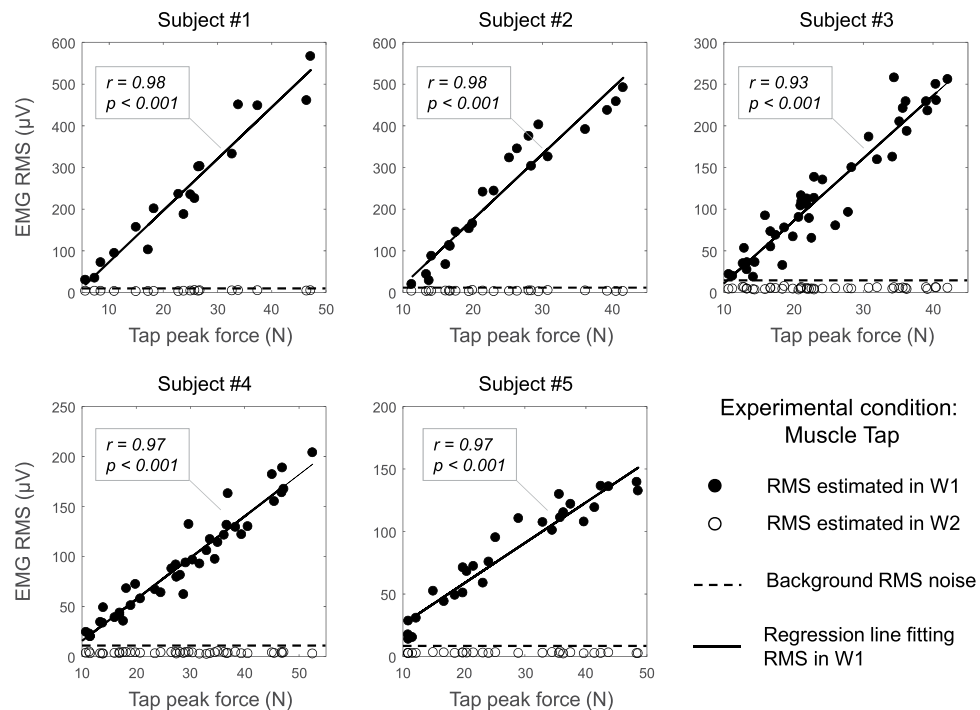 Subject #1
Subject #2
Subject #3
600
500
400
300
200
100
0
EMG RMS (µV)
r = 0.98
p < 0.001
10
20
30
40
50
Tap peak force (N)
600
500
400
300
200
100
0
r = 0.98
p < 0.001
10
20
30
40
Tap peak force (N)
300
250
200
150
100
50
0
r = 0.93
p < 0.001
10
20
30
40
Tap peak force (N)
Subject #4
Subject #5
250
200
150
100
50
0
EMG RMS (µV)
r = 0.97
p < 0.001
10
20
30
40
50
Tap peak force (N)
200
150
100
50
0
r = 0.97
p < 0.001
10
20
30
40
50
Tap peak force (N)
Experimental condition:
Muscle Tap
RMS estimated in W1
RMS estimated in W2
Background RMS noise
Regression line fitting
RMS in W1